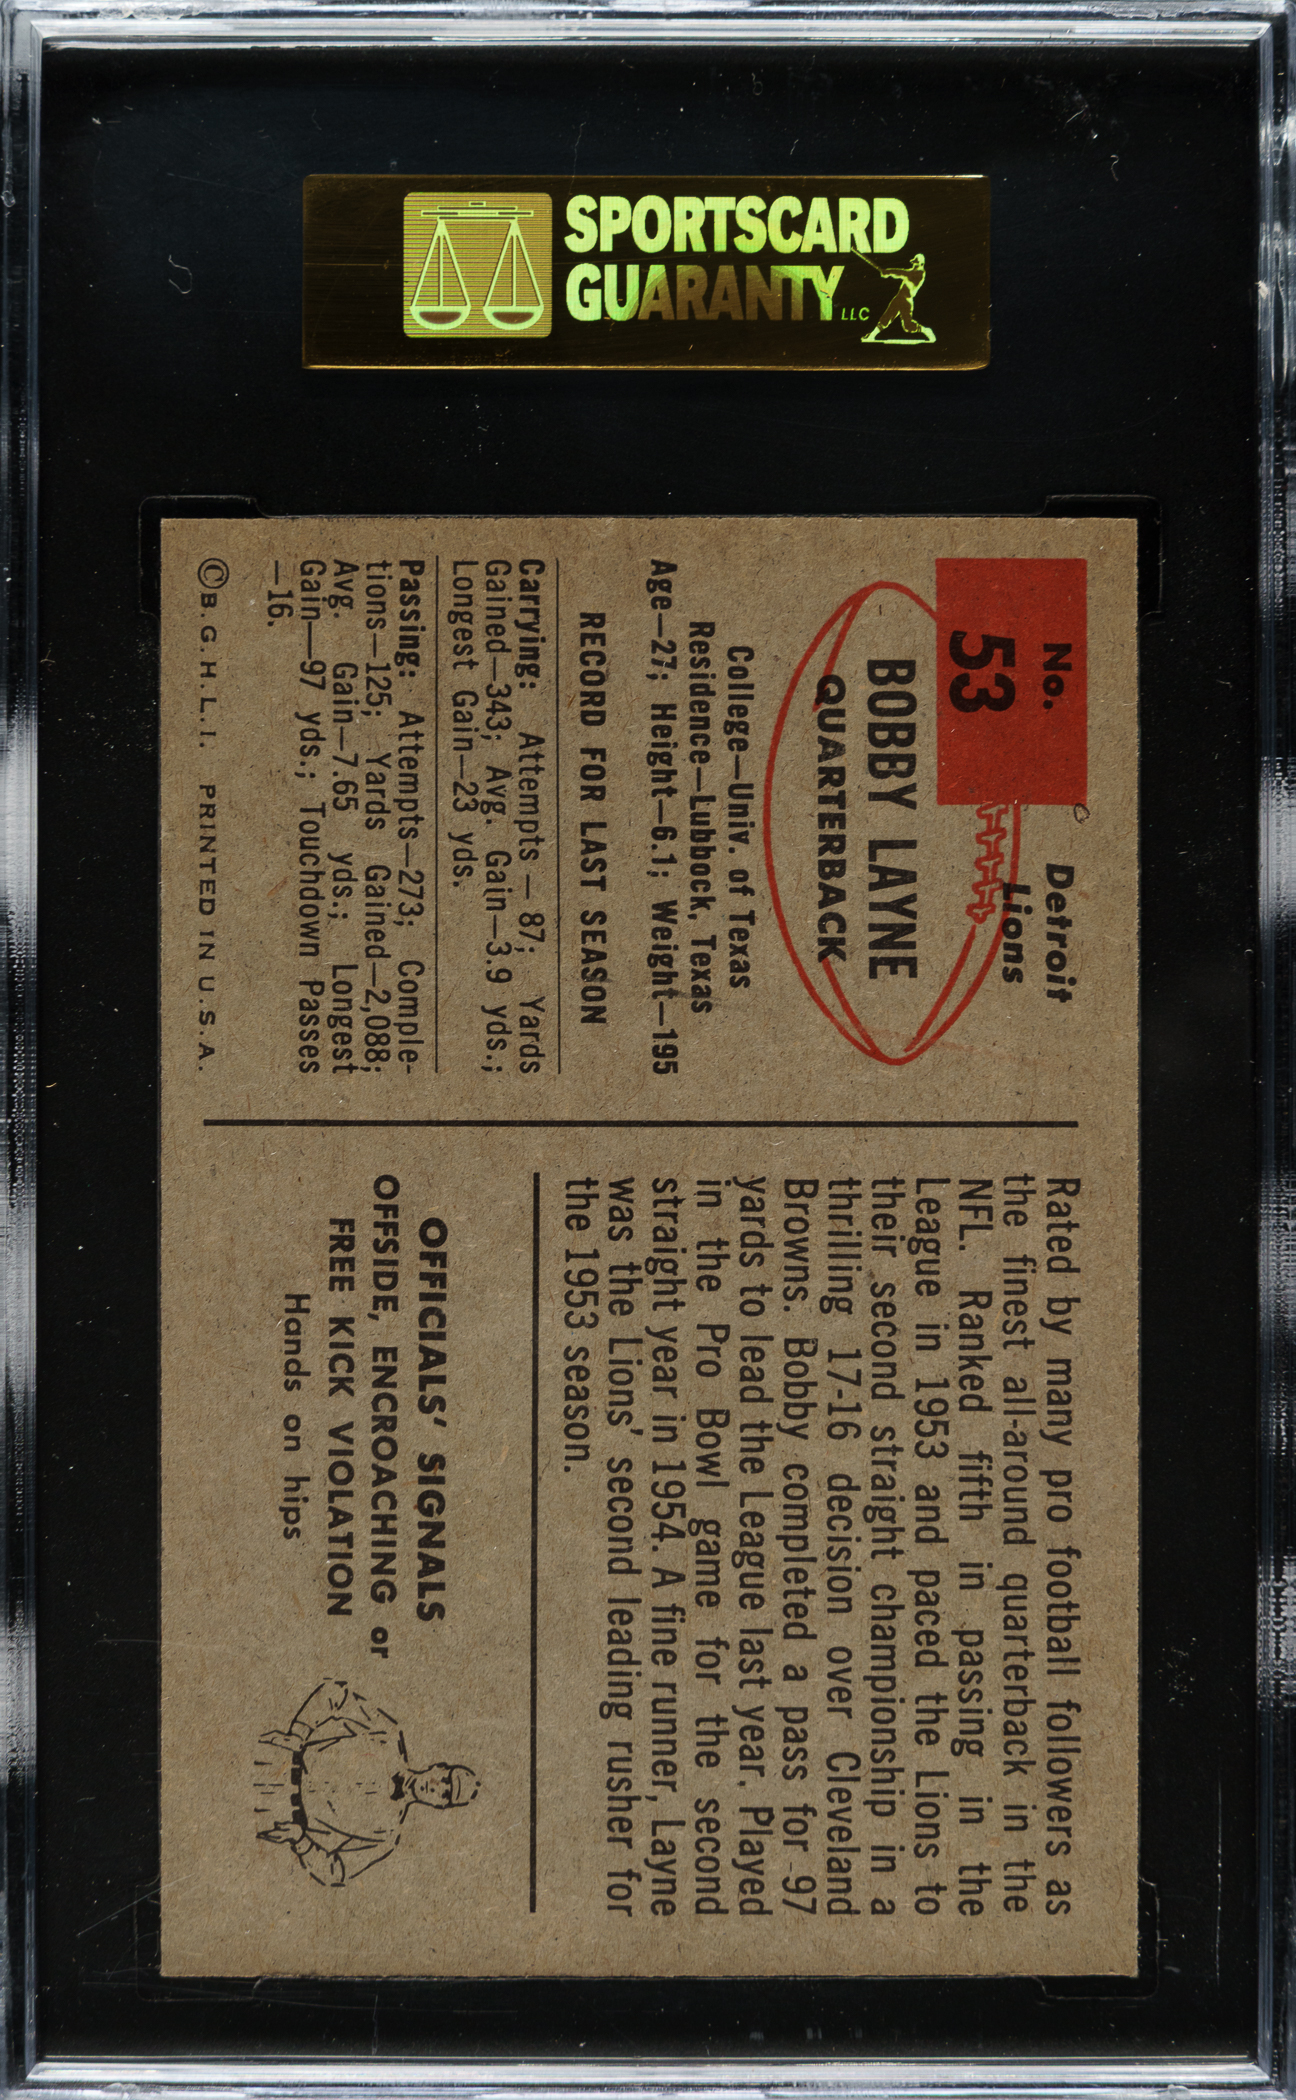 SPORTSCARD
GUARANTY LLC
No.
53
Detroit
Lions
BOBBY LAYNE
QUARTERBACK
College—Univ. of Texas
Residence—Lubbock, Texas
Age—27; Height—6.1; Weight—195
RECORD FOR LAST SEASON
Carrying: Attempts — 87; Yards
Gained—343; Avg. Gain—3.9 yds.;
Longest Gain—23 yds.
Passing: Attempts—273; Comple-
tions—125; Yards Gained—2,088;
Avg. Gain—7.65 yds.; Longest
Gain—97 yds.; Touchdown Passes
—16.
©B.G.H.L.I. PRINTED IN U.S.A.
Rated by many pro football followers as
the finest all-around quarterback in the
NFL. Ranked fifth in passing in the
League in 1953 and paced the Lions to
their second straight championship in a
thrilling 17-16 decision over Cleveland
Browns. Bobby completed a pass for 97
yards to lead the League last year. Played
in the Pro Bowl game for the second
straight year in 1954. A fine runner, Layne
was the Lions' second leading rusher for
the 1953 season.
OFFICIALS' SIGNALS
OFFSIDE, ENCROACHING or
FREE KICK VIOLATION
Hands on hips